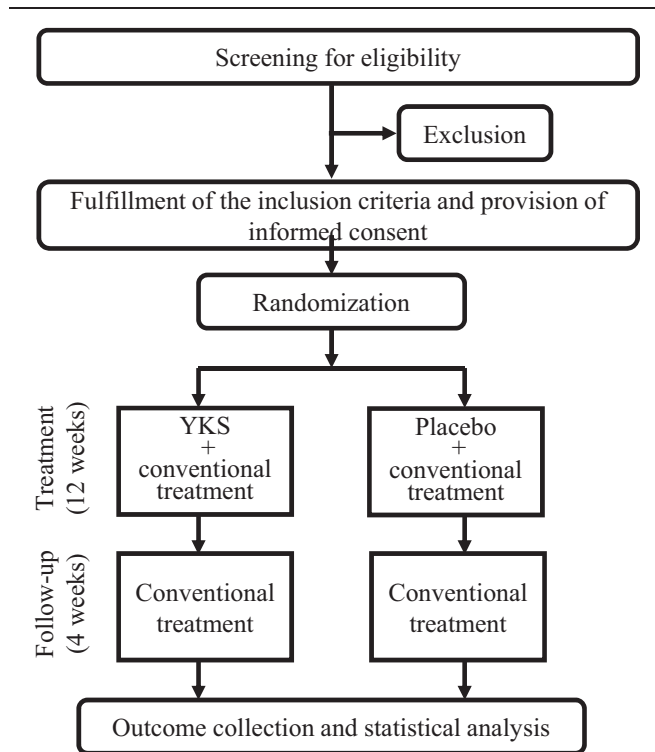 Screening for eligibility
Exclusion
Fulfillment of the inclusion criteria and provision of
informed consent
Randomization
Treatment
(12 weeks)
YKS
+
conventional
treatment
Placebo
+
conventional
treatment
Follow-up
(4 weeks)
Conventional
treatment
Conventional
treatment
Outcome collection and statistical analysis